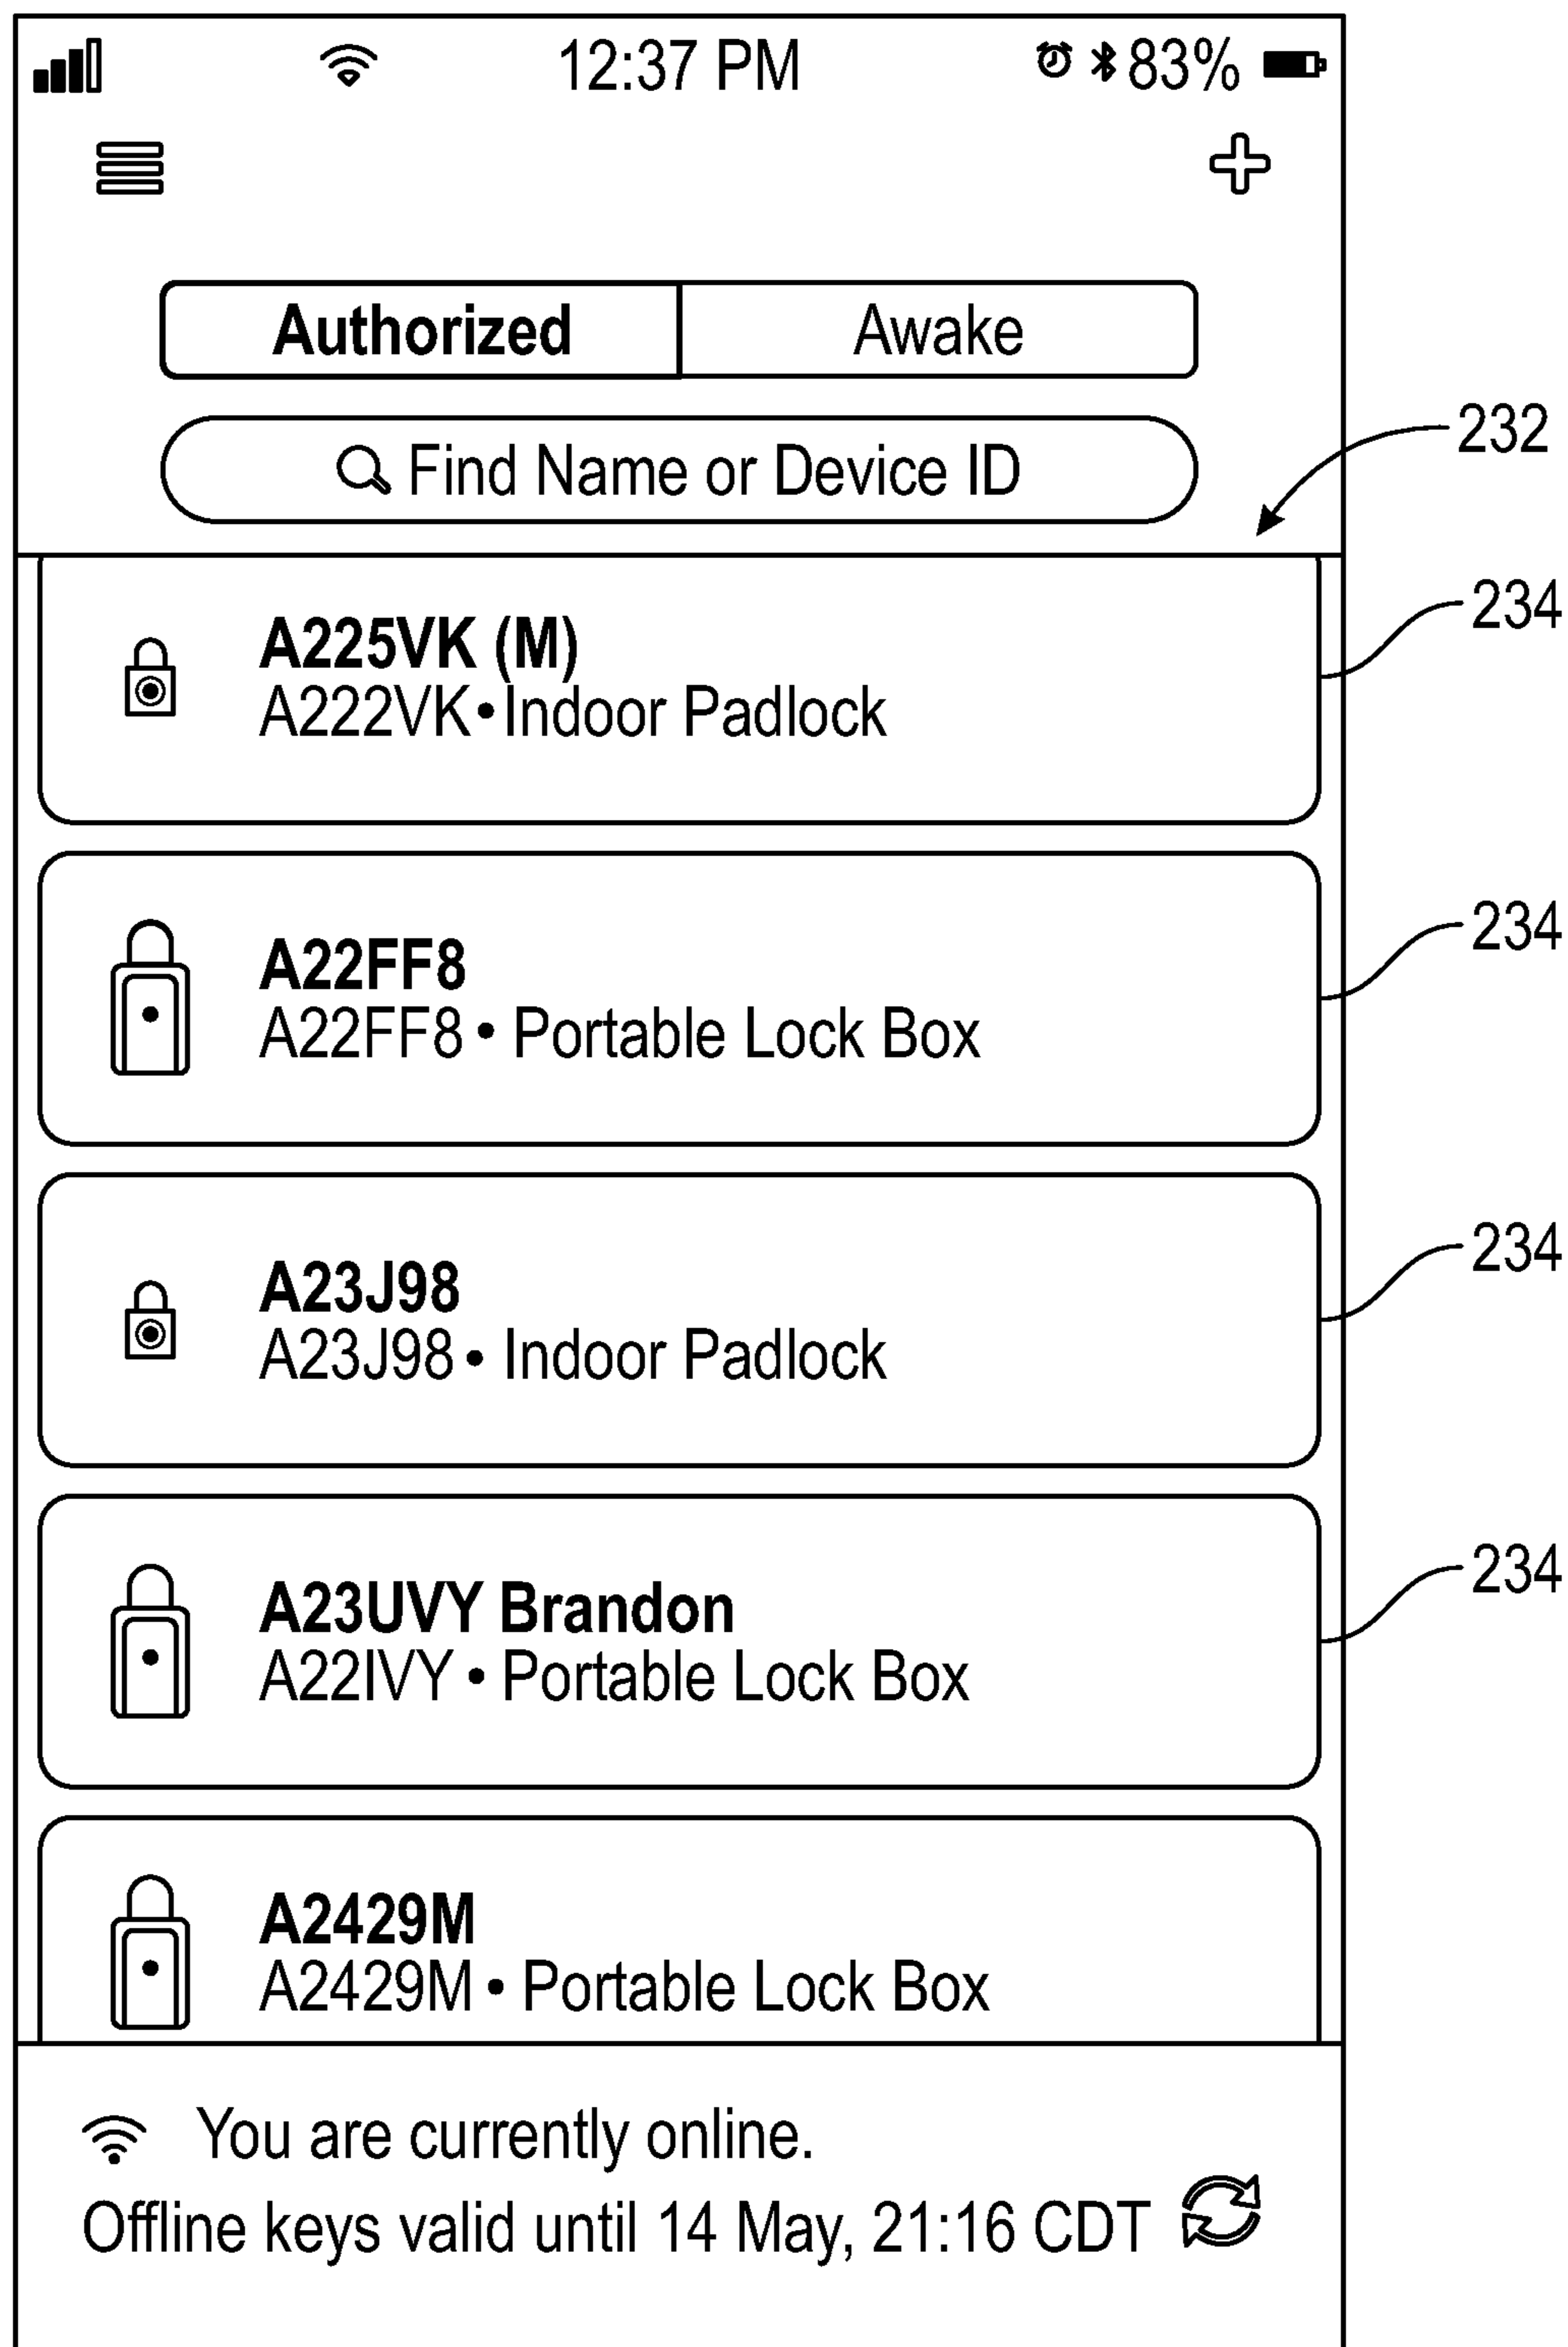 12:37 PM 83%
Authorized Awake
Find Name or Device ID
232
A225VK (M)
234
A222VK • Indoor Padlock
A22FF8
234
A22FF8 • Portable Lock Box
A23J98
234
A23J98 • Indoor Padlock
A23UVY Brandon
234
A22IVY • Portable Lock Box
A2429M
A2429M • Portable Lock Box
You are currently online.
Offline keys valid until 14 May, 21:16 CDT